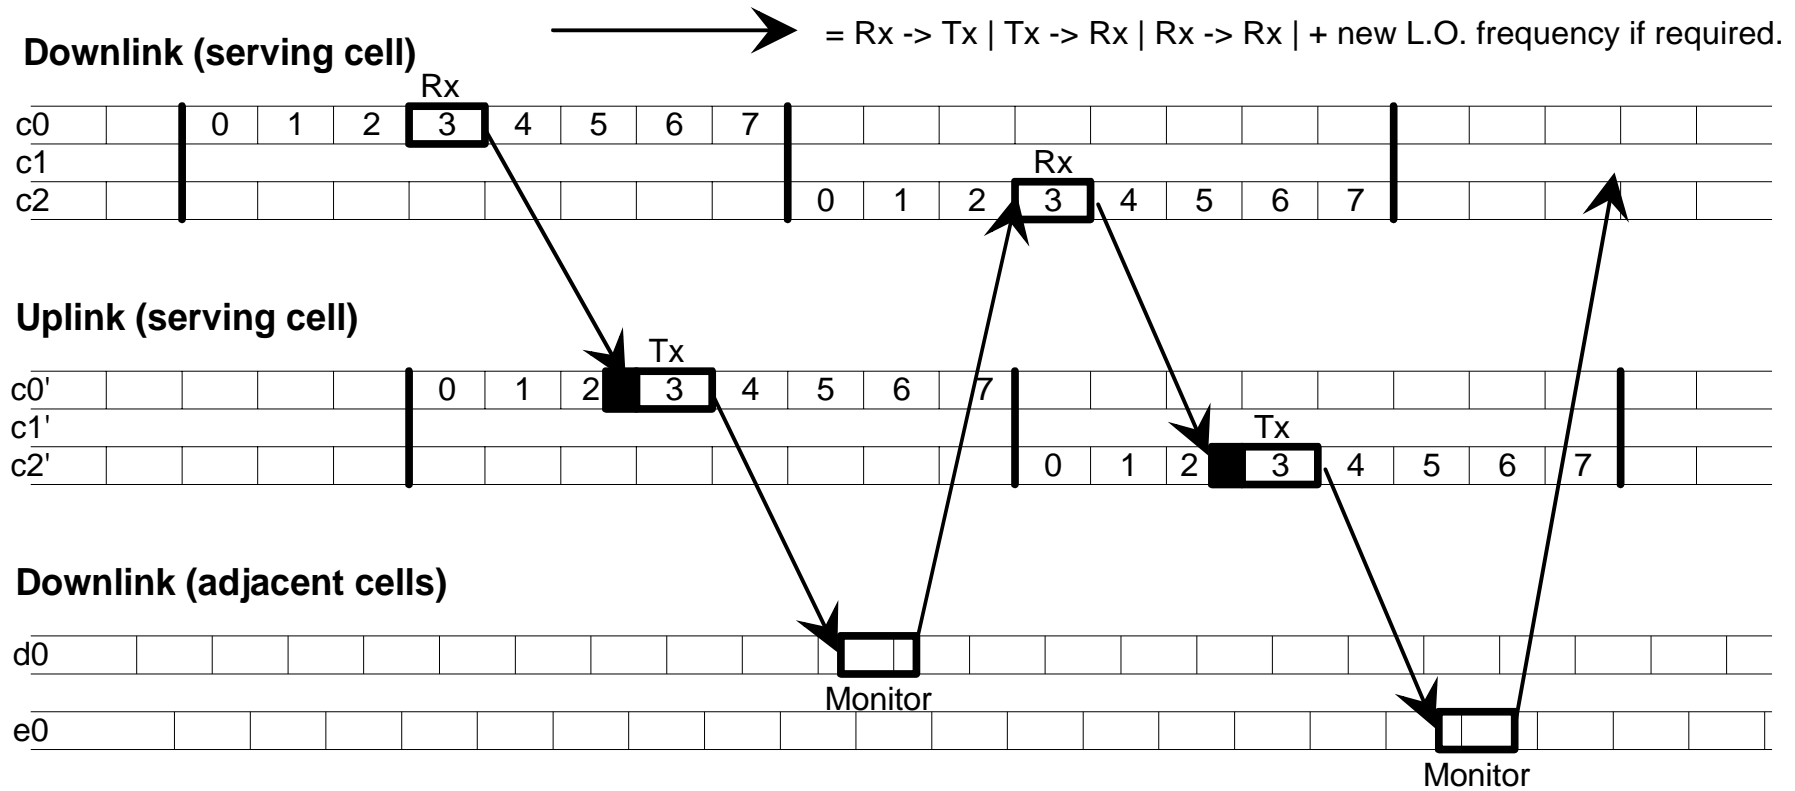 = Rx -> Tx | Tx -> Rx | Rx -> Rx | + new L.O. frequency if required.
Downlink (serving cell)
Rx
c0 0 1 2 3 4 5 6 7
c1 Rx
c2 0 1 2 3 4 5 6 7
Uplink (serving cell)
Tx
c0' 0 1 2 3 4 5 6 7
c1' Tx
c2' 0 1 2 3 4 5 6 7
Downlink (adjacent cells)
d0
Monitor
e0
Monitor